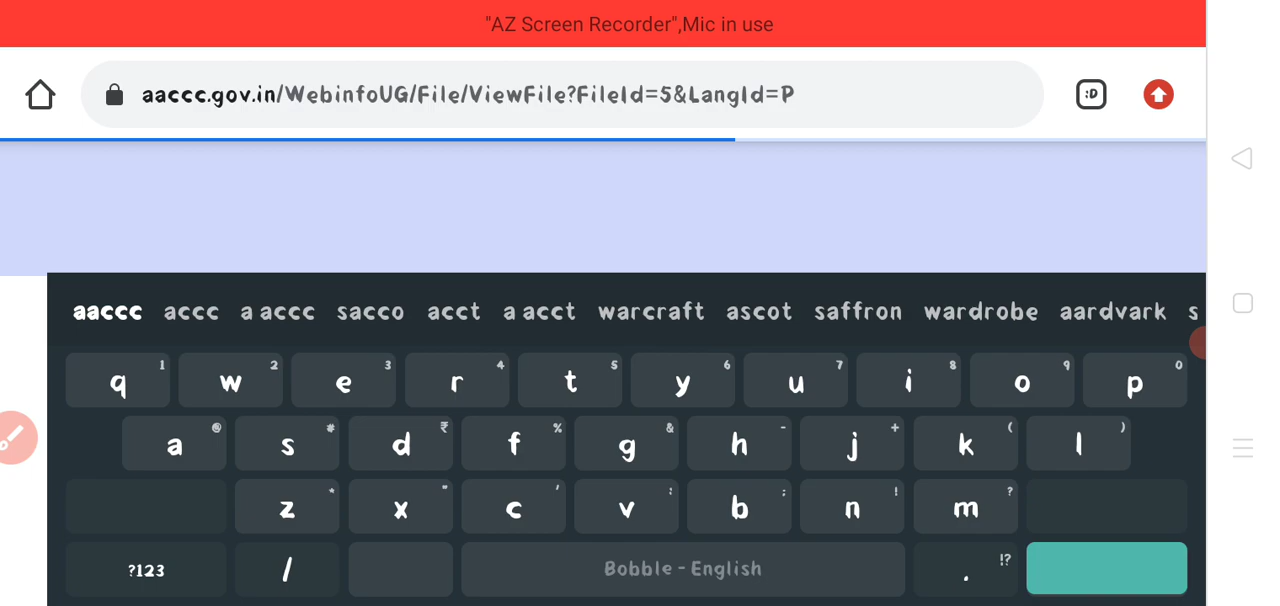 "AZ Screen Recorder",Mic in use
aaccc.gov.in/WebinfoUG/File/ViewFile?FileId=5&LangId=P
:D
aaccc accc a accc sacco acct a acct warcraft ascot saffron wardrobe aardvark s
q 1 w 2 e 3 r 4 t 5 y 6 u 7 i 8 o 9 p 0
a @ s # d ₹ f % g & h - j + k ( l )
z * x " c ' v : b ; n ! m ?
?123 / Bobble - English . !?